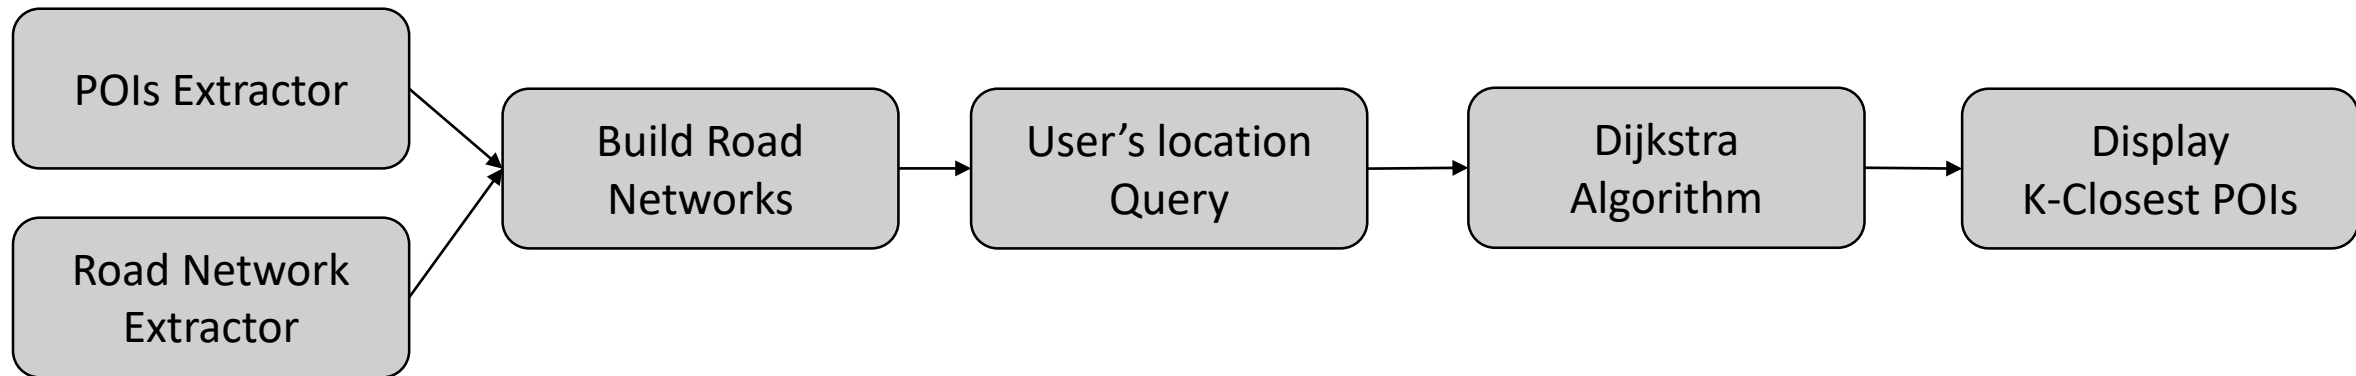 POIs Extractor
Road Network
Extractor
Build Road
Networks
User’s location
Query
Dijkstra
Algorithm
Display
K-Closest POIs